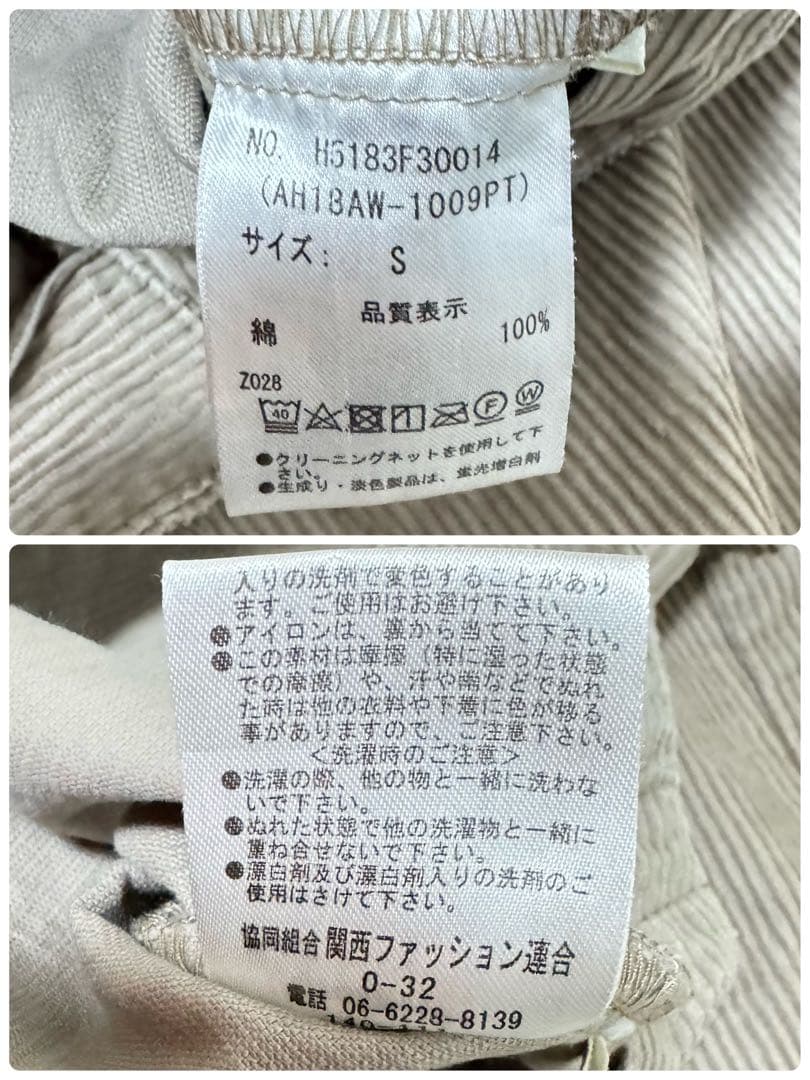 NO. H5183F30014
(AH18AW-1009PT)
サイズ: S
品質表示
綿 100%
Z028
40 1 F W
●クリーニングネットを使用して下
さい。
●生成り・淡色製品は、蛍光増白剤
入りの洗剤で変色することがあり
ます。ご使用はお避け下さい。
●アイロンは、裏から当てて下さい。
●この素材は摩擦(特に湿った状態
での摩擦)や、汗や雨などでぬれ
た時は他の衣料や下着に色が移る
事がありますので、ご注意下さい。
<洗濯時のご注意>
●洗濯の際、他の物と一緒に洗わな
いで下さい。
●ぬれた状態で他の洗濯物と一緒に
重ね合せないで下さい。
●漂白剤及び漂白剤入りの洗剤のご
使用はさけて下さい。
協同組合 関西ファッション連合
0-32
電話 06-6228-8139